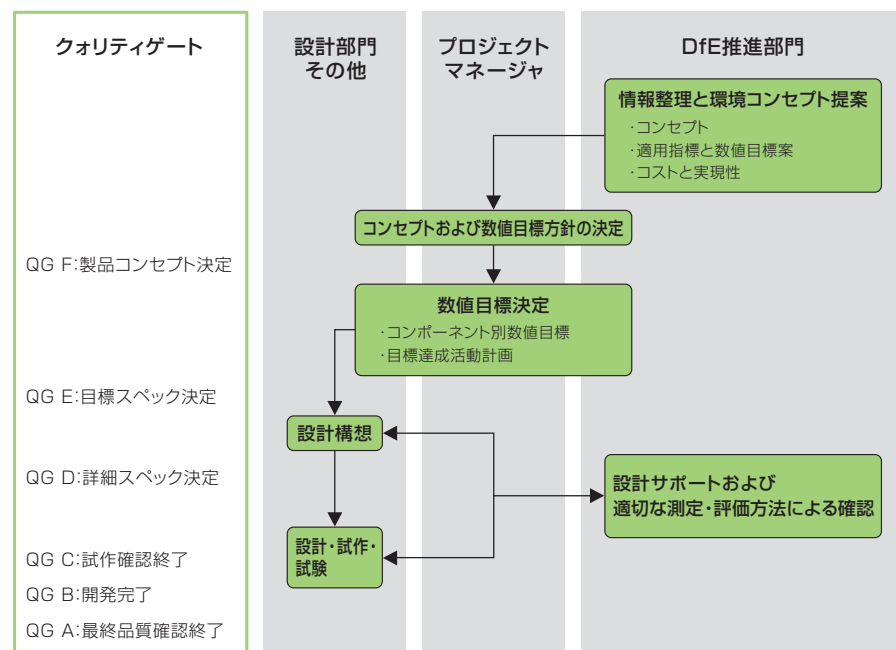 クォリティゲート
設計部門
その他
プロジェクト
マネージャ
DfE推進部門
情報整理と環境コンセプト提案
・コンセプト
・適用指標と数値目標案
・コストと実現性
コンセプトおよび数値目標方針の決定
QG F:製品コンセプト決定
数値目標決定
・コンポーネント別数値目標
・目標達成活動計画
QG E:目標スペック決定
設計構想
QG D:詳細スペック決定
設計サポートおよび
適切な測定・評価方法による確認
設計・試作・
試験
QG C:試作確認終了
QG B:開発完了
QG A:最終品質確認終了